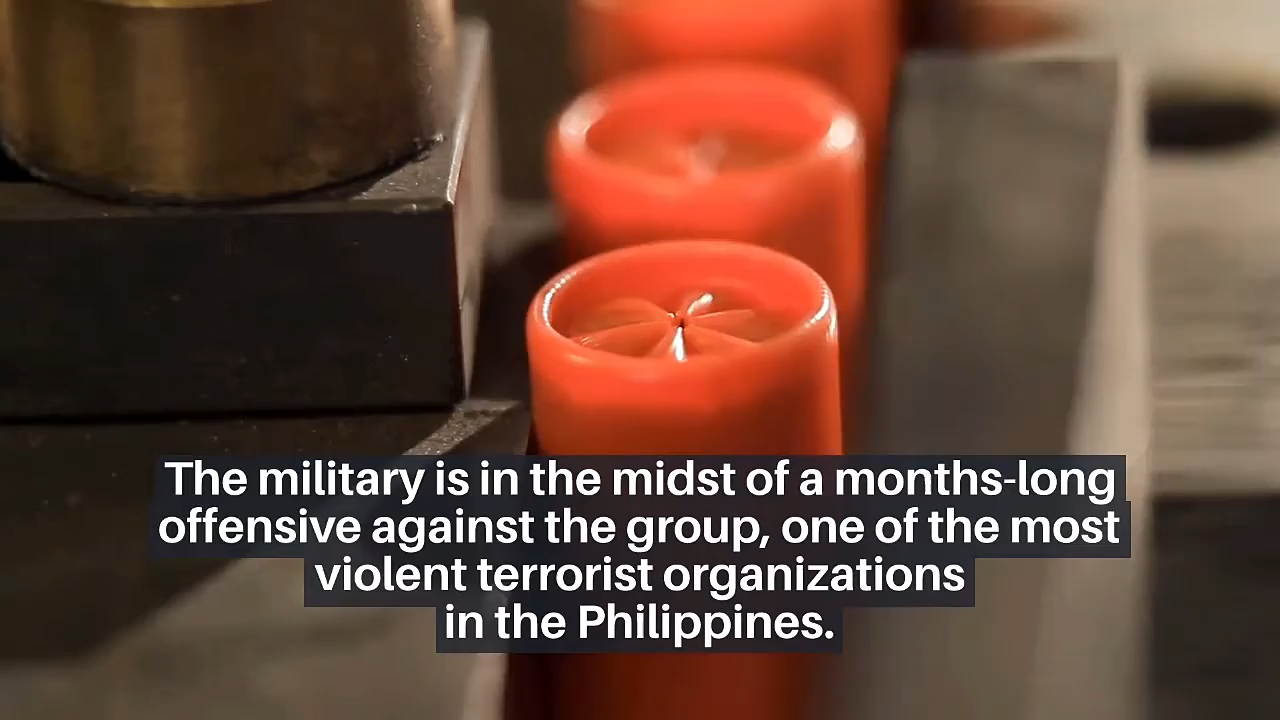 The military is in the midst of a months-long
offensive against the group, one of the most
violent terrorist organizations
in the Philippines.